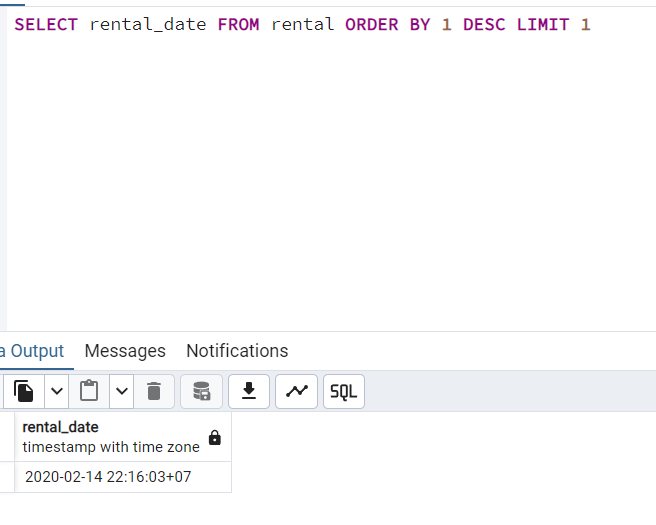 SELECT rental_date FROM rental ORDER BY 1 DESC LIMIT 1
a Output Messages Notifications
SQL
rental_date
timestamp with time zone
2020-02-14 22:16:03+07